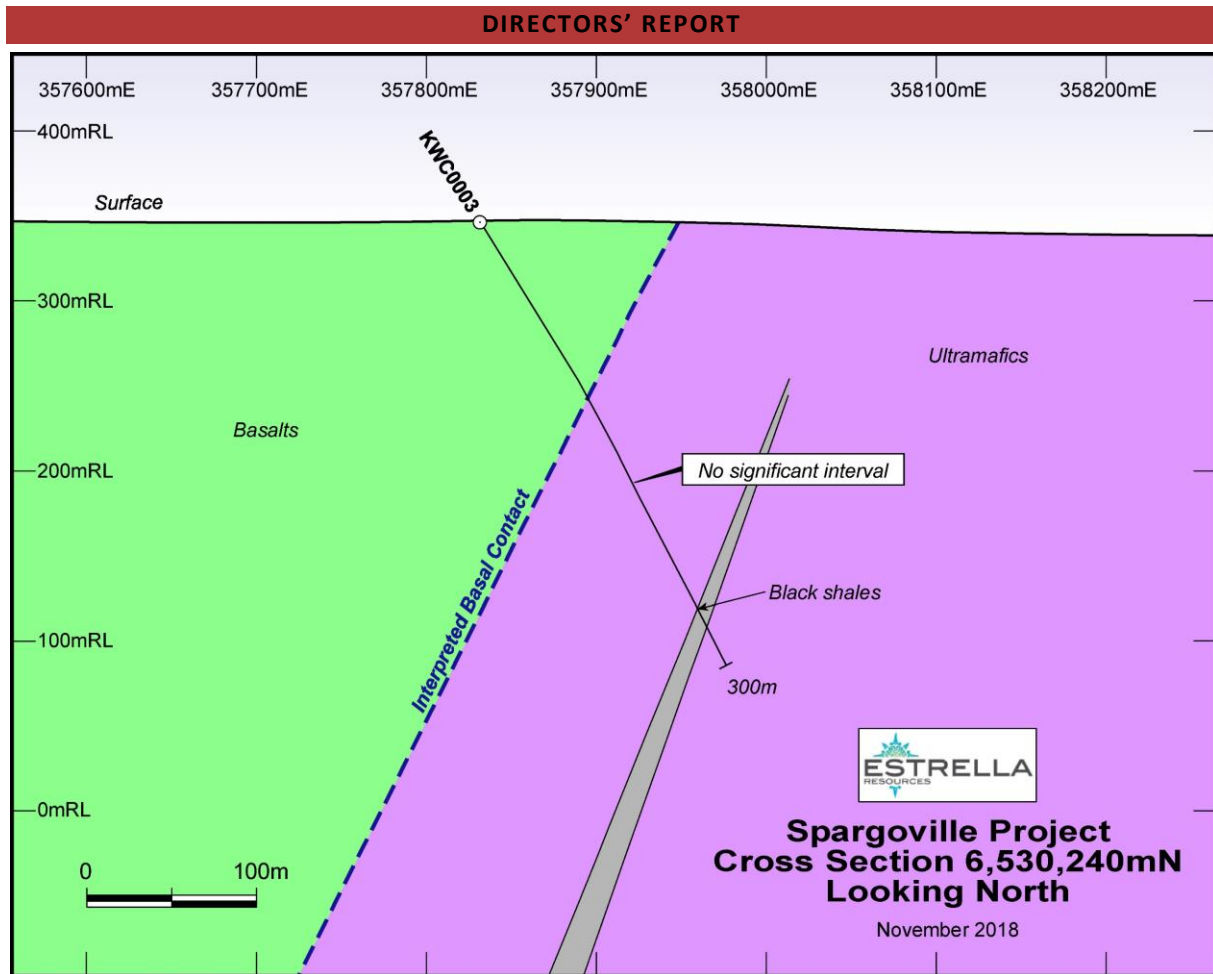 DIRECTORS’ REPORT
357600mE 357700mE 357800mE 357900mE 358000mE 358100mE 358200mE
400mRL
KWC0003
Surface
300mRL
Ultramafics
Basalts
200mRL
No significant interval
Interpreted Basal Contact
Black shales
100mRL
300m
ESTRELLA
RESOURCES
0mRL
Spargoville Project
Cross Section 6,530,240mN
Looking North
0 100m
November 2018